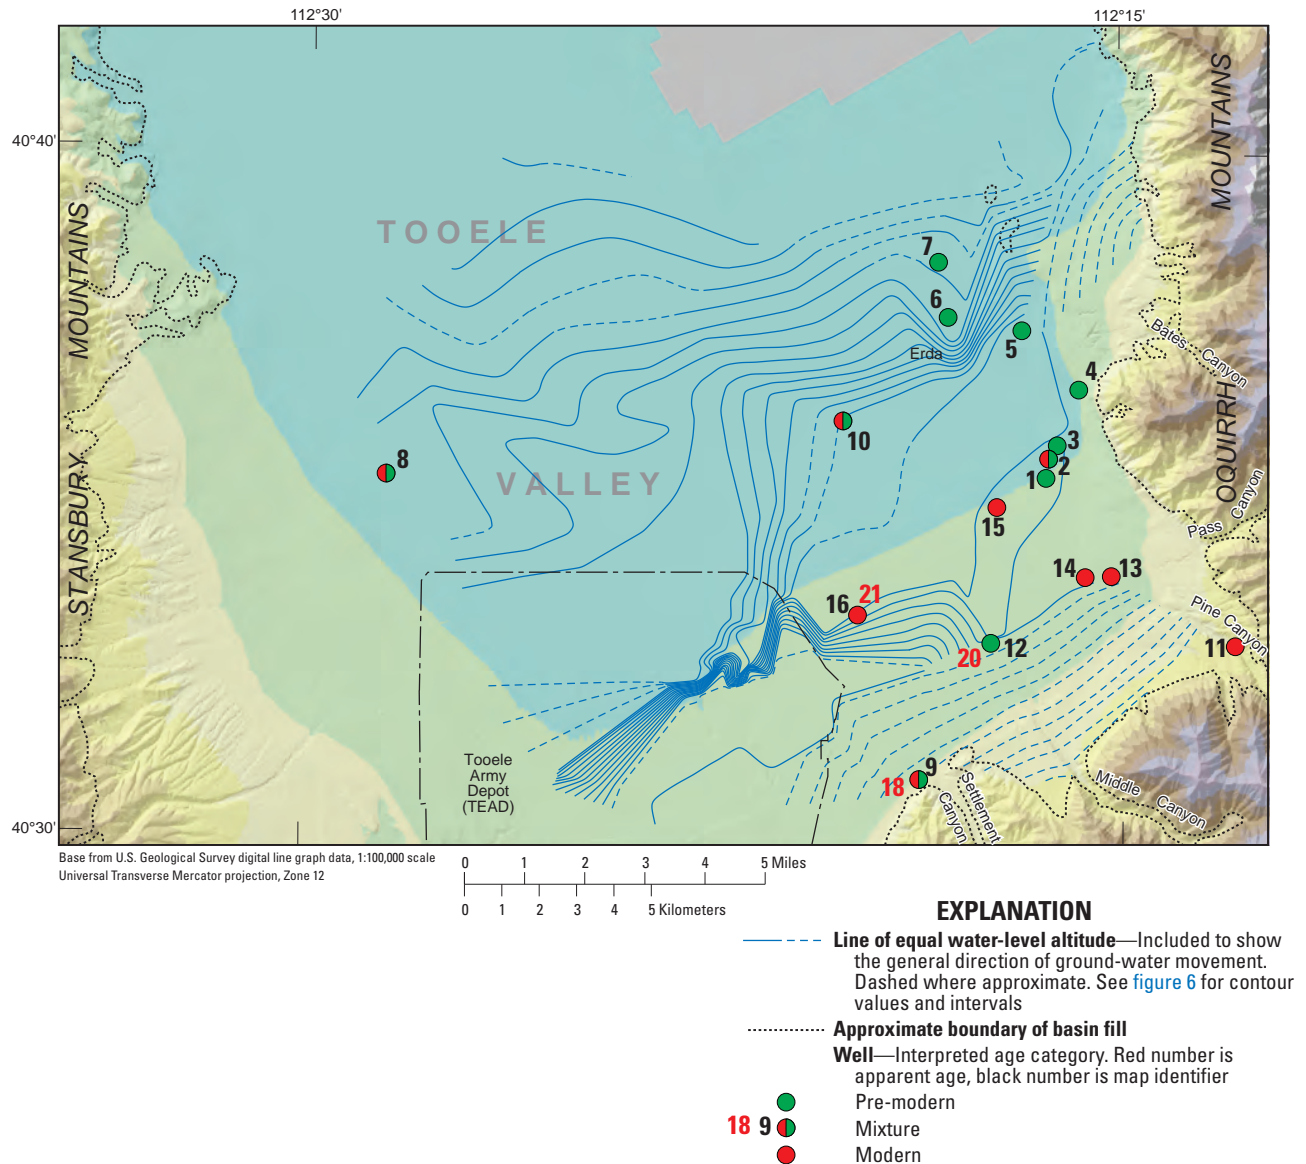 112°30'
112°15'
40°40'
MOUNTAINS
TOOELE
7
6
5
Erda
Bates Canyon
MOUNTAINS
4
3
2
1
10
8
VALLEY
OQUIRRH
Pass Canyon
15
STANSBURY
14
13
16
21
Pine Canyon
11
12
20
Tooele
Army
Depot
(TEAD)
9
18
Settlement
Canyon
Middle Canyon
40°30'
Base from U.S. Geological Survey digital line graph data, 1:100,000 scale
Universal Transverse Mercator projection, Zone 12
0 1 2 3 4 5 Miles
0 1 2 3 4 5 Kilometers
EXPLANATION
Line of equal water-level altitude—Included to show
the general direction of ground-water movement.
Dashed where approximate. See figure 6 for contour
values and intervals
Approximate boundary of basin fill
Well—Interpreted age category. Red number is
apparent age, black number is map identifier
Pre-modern
18 9 Mixture
Modern